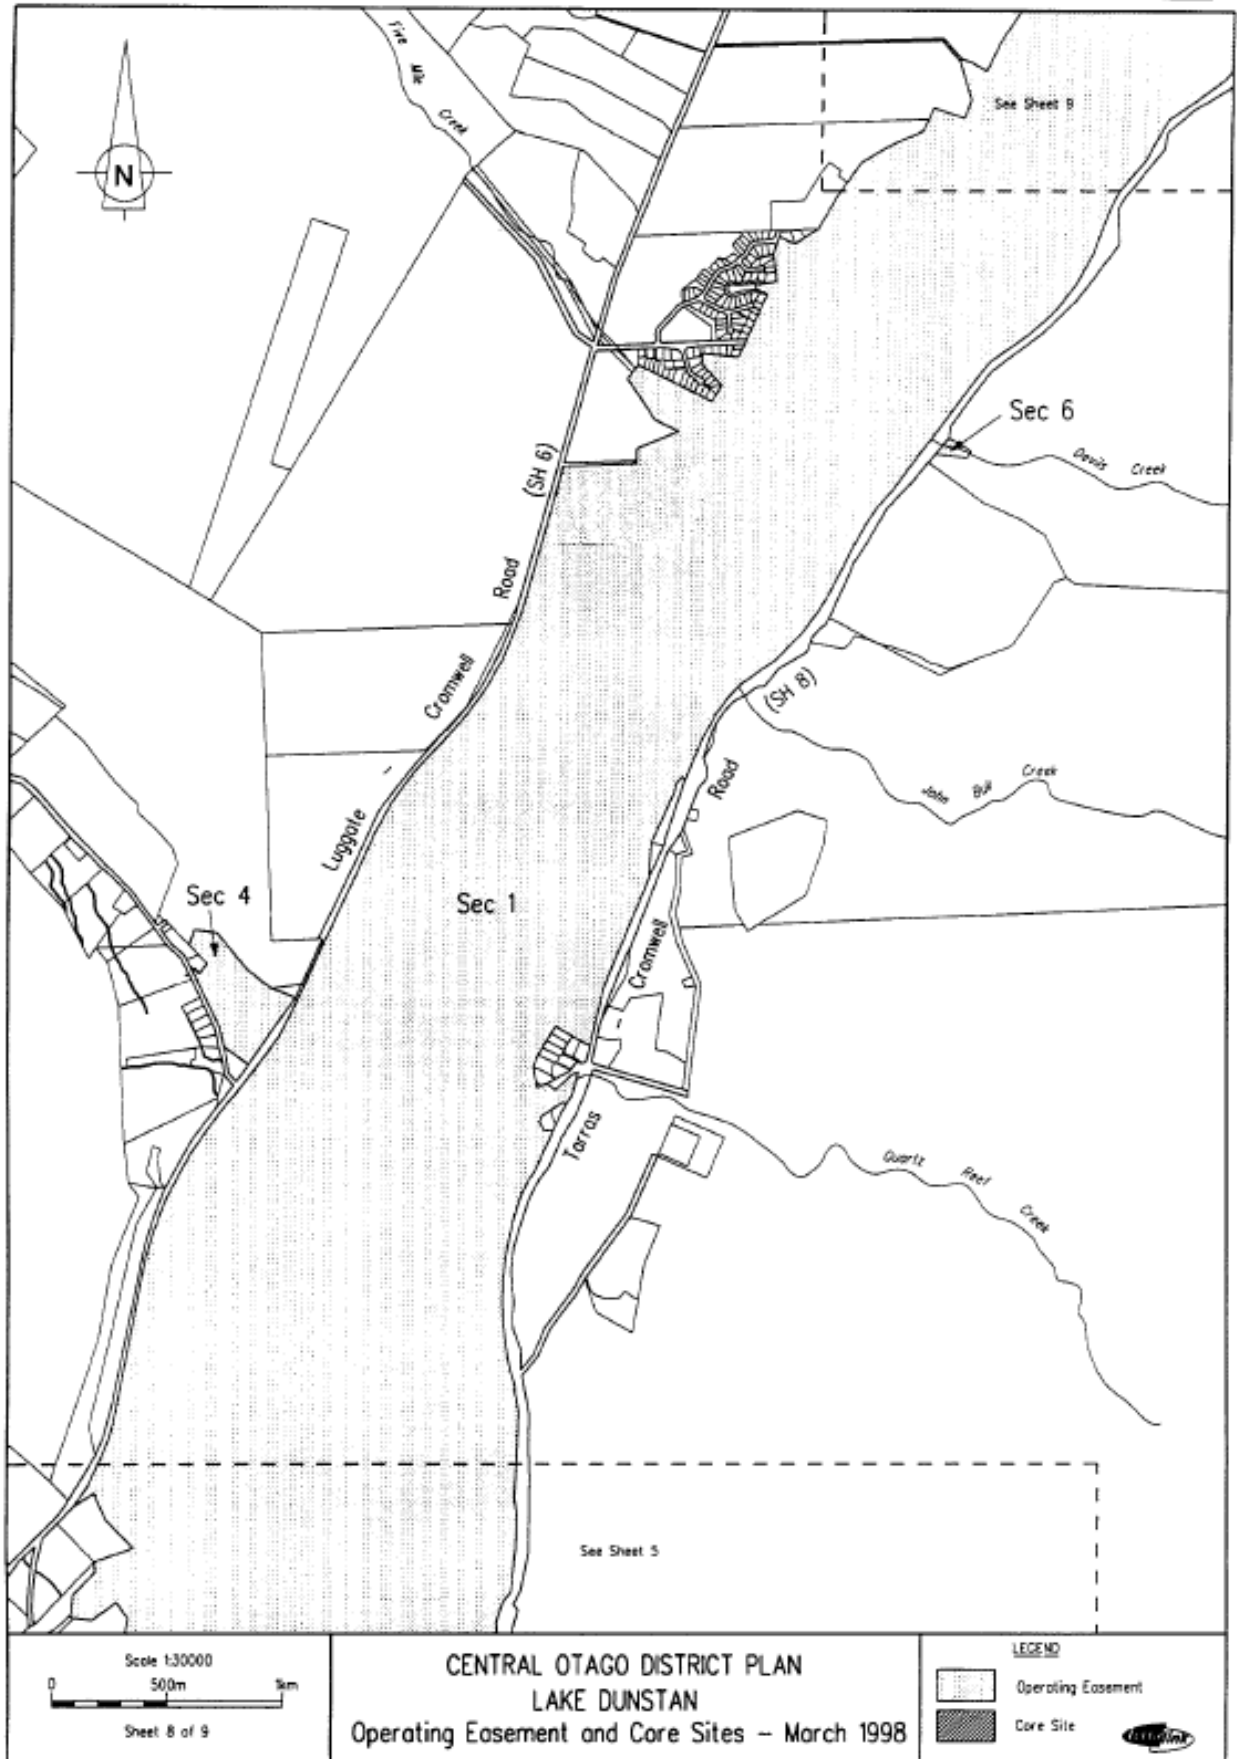 Five Mile Creek
See Sheet 9
N
Sec 6
Devils Creek
(SH 6)
Luggate Cromwell Road
(SH 8)
John Bull Creek
Sec 4
Sec 1
Tarras Cromwell Road
Quartz Reef Creek
See Sheet 5
Scale 1:30000
0 500m 1km
Sheet 8 of 9
CENTRAL OTAGO DISTRICT PLAN
LAKE DUNSTAN
Operating Easement and Core Sites – March 1998
LEGEND
Operating Easement
Core Site